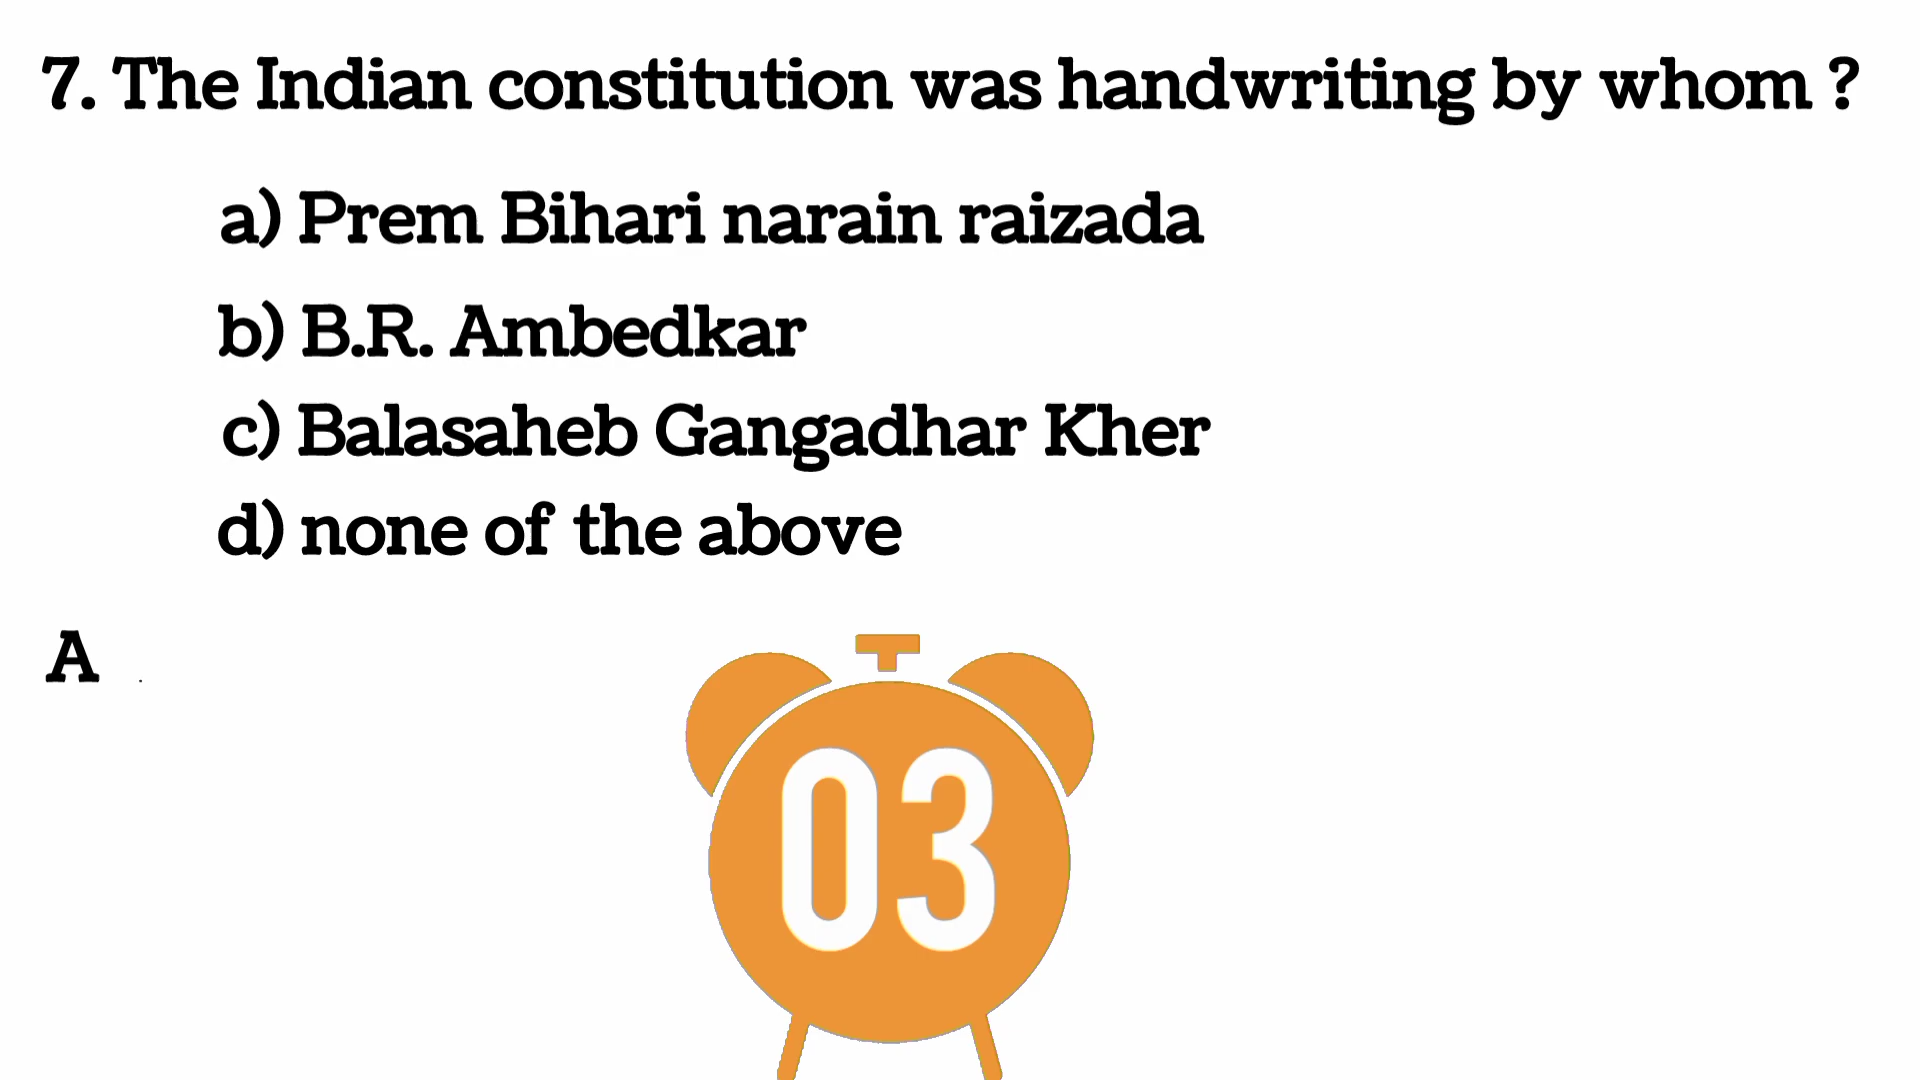 7. The Indian constitution was handwriting by whom ?
a) Prem Bihari narain raizada
b) B.R. Ambedkar
c) Balasaheb Gangadhar Kher
d) none of the above
A
03